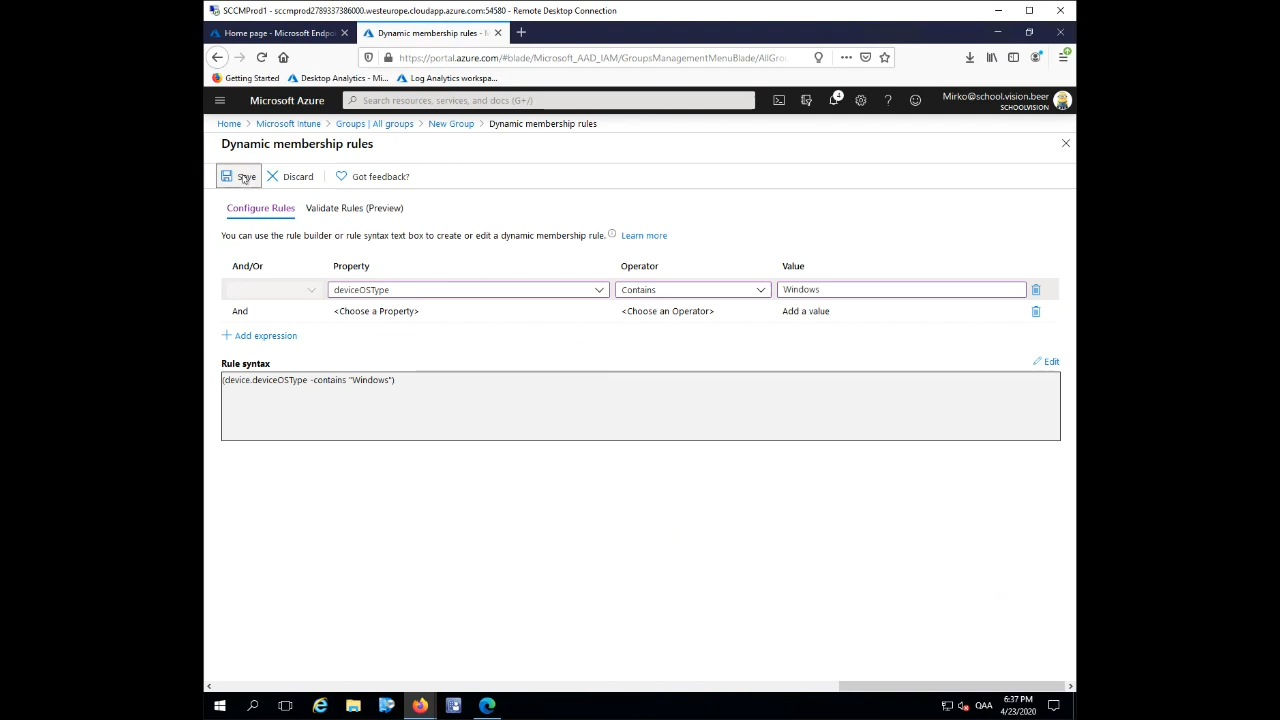 SCCMProd1 - sccmprod2789337386000.westeurope.cloudapp.azure.com:54580 - Remote Desktop Connection
Home page - Microsoft Endpoi
Dynamic membership rules - M
https://portal.azure.com/#blade/Microsoft_AAD_IAM/GroupsManagementMenuBlade/AllGrou
Getting Started
Desktop Analytics - Mi...
Log Analytics workspa...
Microsoft Azure
Search resources, services, and docs (G+/)
4
Mirko@school.vision.beer
SCHOOLVISION
Home > Microsoft Intune > Groups | All groups > New Group > Dynamic membership rules
Dynamic membership rules
Save
Discard
Got feedback?
Configure Rules
Validate Rules (Preview)
You can use the rule builder or rule syntax text box to create or edit a dynamic membership rule. Learn more
And/Or
Property
Operator
Value
deviceOSType
Contains
Windows
And
<Choose a Property>
<Choose an Operator>
Add a value
Add expression
Rule syntax
Edit
(device.deviceOSType -contains "Windows")
QAA
6:37 PM
4/23/2020